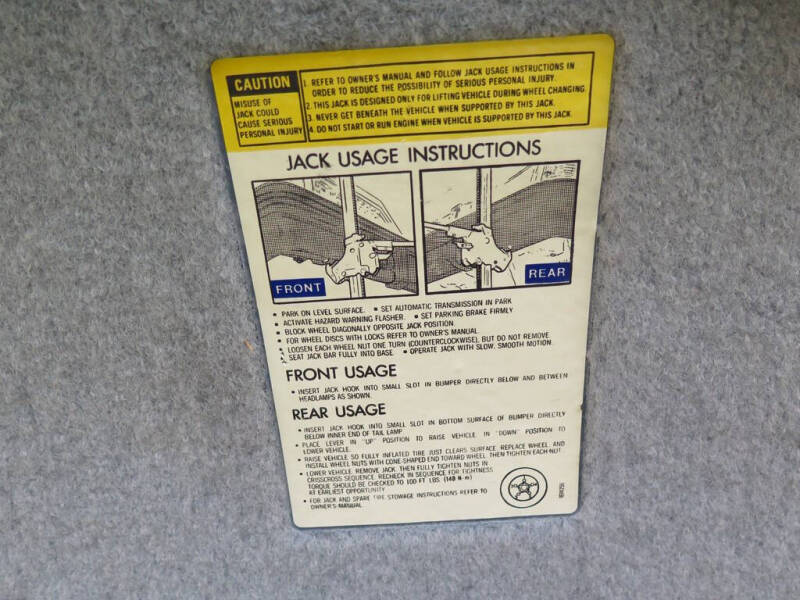 CAUTION
MISUSE OF
JACK COULD
CAUSE SERIOUS
PERSONAL INJURY
1. REFER TO OWNER'S MANUAL AND FOLLOW JACK USAGE INSTRUCTIONS IN
ORDER TO REDUCE THE POSSIBILITY OF SERIOUS PERSONAL INJURY.
2. THIS JACK IS DESIGNED ONLY FOR LIFTING VEHICLE DURING WHEEL CHANGING.
3. NEVER GET BENEATH THE VEHICLE WHEN SUPPORTED BY THIS JACK.
4. DO NOT START OR RUN ENGINE WHEN VEHICLE IS SUPPORTED BY THIS JACK.
JACK USAGE INSTRUCTIONS
FRONT
REAR
• PARK ON LEVEL SURFACE. • SET AUTOMATIC TRANSMISSION IN PARK
• ACTIVATE HAZARD WARNING FLASHER. • SET PARKING BRAKE FIRMLY
• BLOCK WHEEL DIAGONALLY OPPOSITE JACK POSITION.
• FOR WHEEL DISCS WITH LOCKS REFER TO OWNER'S MANUAL.
• LOOSEN EACH WHEEL NUT ONE TURN (COUNTERCLOCKWISE), BUT DO NOT REMOVE.
• SEAT JACK BAR FULLY INTO BASE. • OPERATE JACK WITH SLOW, SMOOTH MOTION.
FRONT USAGE
• INSERT JACK HOOK INTO SMALL SLOT IN BUMPER DIRECTLY BELOW AND BETWEEN
HEADLAMPS AS SHOWN.
REAR USAGE
• INSERT JACK HOOK INTO SMALL SLOT IN BOTTOM SURFACE OF BUMPER DIRECTLY
BELOW INNER END OF TAIL LAMP.
• PLACE LEVER IN "UP" POSITION TO RAISE VEHICLE, IN "DOWN" POSITION TO
LOWER VEHICLE.
• RAISE VEHICLE SO FULLY INFLATED TIRE JUST CLEARS SURFACE. REPLACE WHEEL AND
INSTALL WHEEL NUTS WITH CONE-SHAPED END TOWARD WHEEL. THEN TIGHTEN EACH NUT.
• LOWER VEHICLE, REMOVE JACK, THEN FULLY TIGHTEN NUTS IN
CRISSCROSS SEQUENCE. RECHECK IN SEQUENCE FOR TIGHTNESS
TORQUE SHOULD BE CHECKED TO 100 FT. LBS. (140 N·m)
AT EARLIEST OPPORTUNITY.
• FOR JACK AND SPARE TIRE STOWAGE INSTRUCTIONS REFER TO
OWNER'S MANUAL